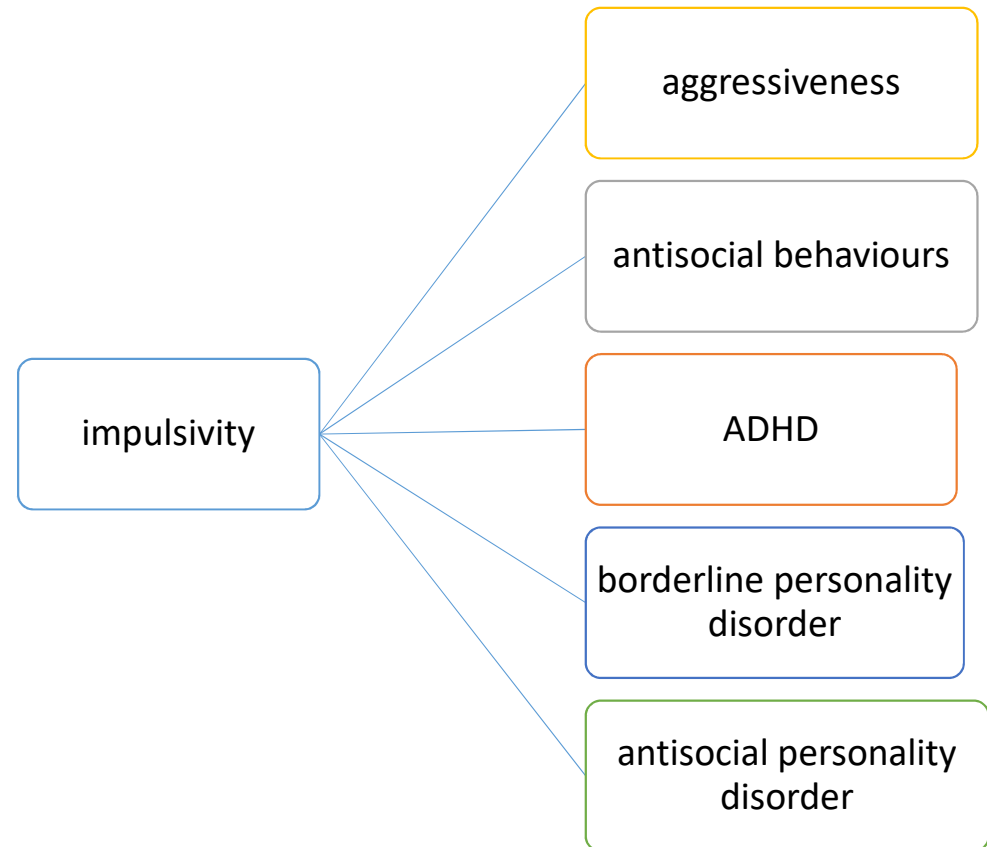 aggressiveness
antisocial behaviours
impulsivity
ADHD
borderline personality
disorder
antisocial personality
disorder